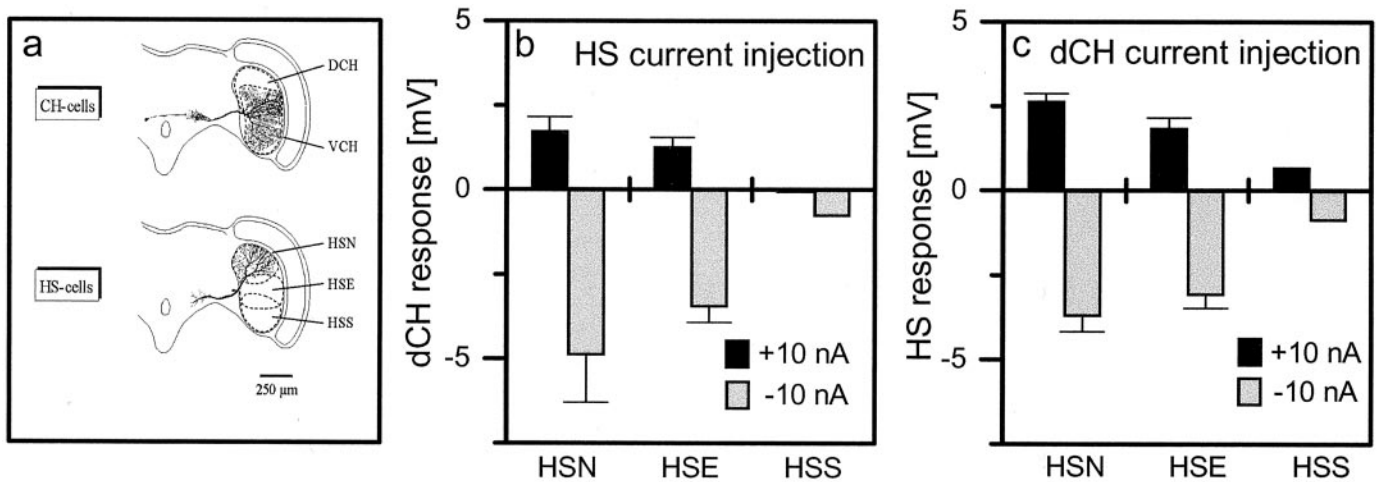 a
DCH
CH-cells
VCH
HSN
HS-cells
HSE
HSS
250 µm
b
HS current injection
5
0
-5
dCH response [mV]
+10 nA
-10 nA
HSN HSE HSS
c
dCH current injection
5
0
-5
HS response [mV]
+10 nA
-10 nA
HSN HSE HSS